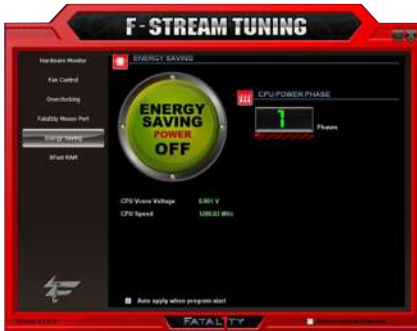 F-STREAM TUNING
Hardware Monitor
Fan Control
Overclocking
Fatal1ty Mouse Port
Energy Saving
XFast RAM
ENERGY SAVING
ENERGY
SAVING
POWER
OFF
CPU POWER PHASE
Phases
CPU Vcore Voltage
CPU Speed
Auto apply when program start
FATAL1TY